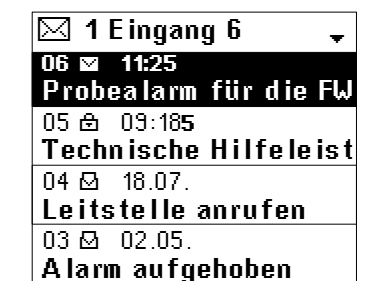 1 Eingang 6
06 11:25
Probealarm für die FW
05 09:185
Technische Hilfeleist
04 18.07.
Leitstelle anrufen
03 02.05.
Alarm aufgehoben